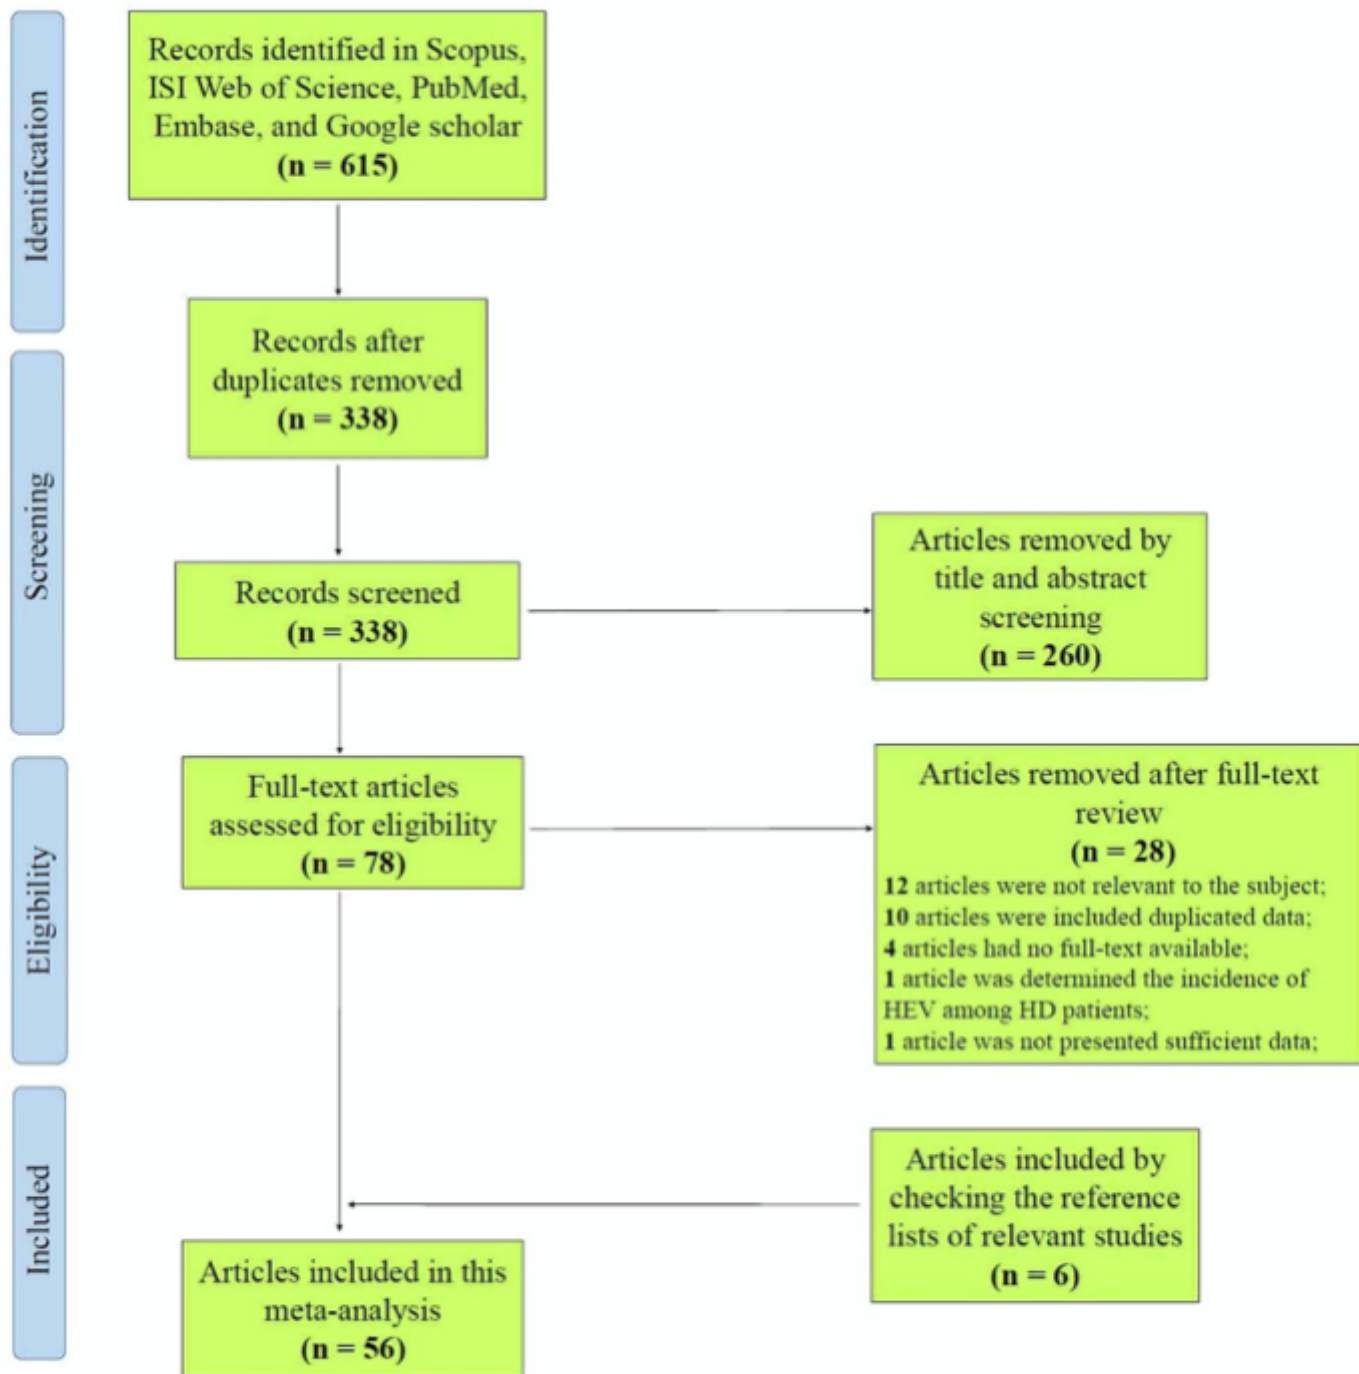 Identification
Records identified in Scopus,
ISI Web of Science, PubMed,
Embase, and Google scholar
(n = 615)
Records after
duplicates removed
(n = 338)
Screening
Records screened
(n = 338)
Articles removed by
title and abstract
screening
(n = 260)
Eligibility
Full-text articles
assessed for eligibility
(n = 78)
Articles removed after full-text
review
(n = 28)
12 articles were not relevant to the subject;
10 articles were included duplicated data;
4 articles had no full-text available;
1 article was determined the incidence of
HEV among HD patients;
1 article was not presented sufficient data;
Included
Articles included by
checking the reference
lists of relevant studies
(n = 6)
Articles included in this
meta-analysis
(n = 56)